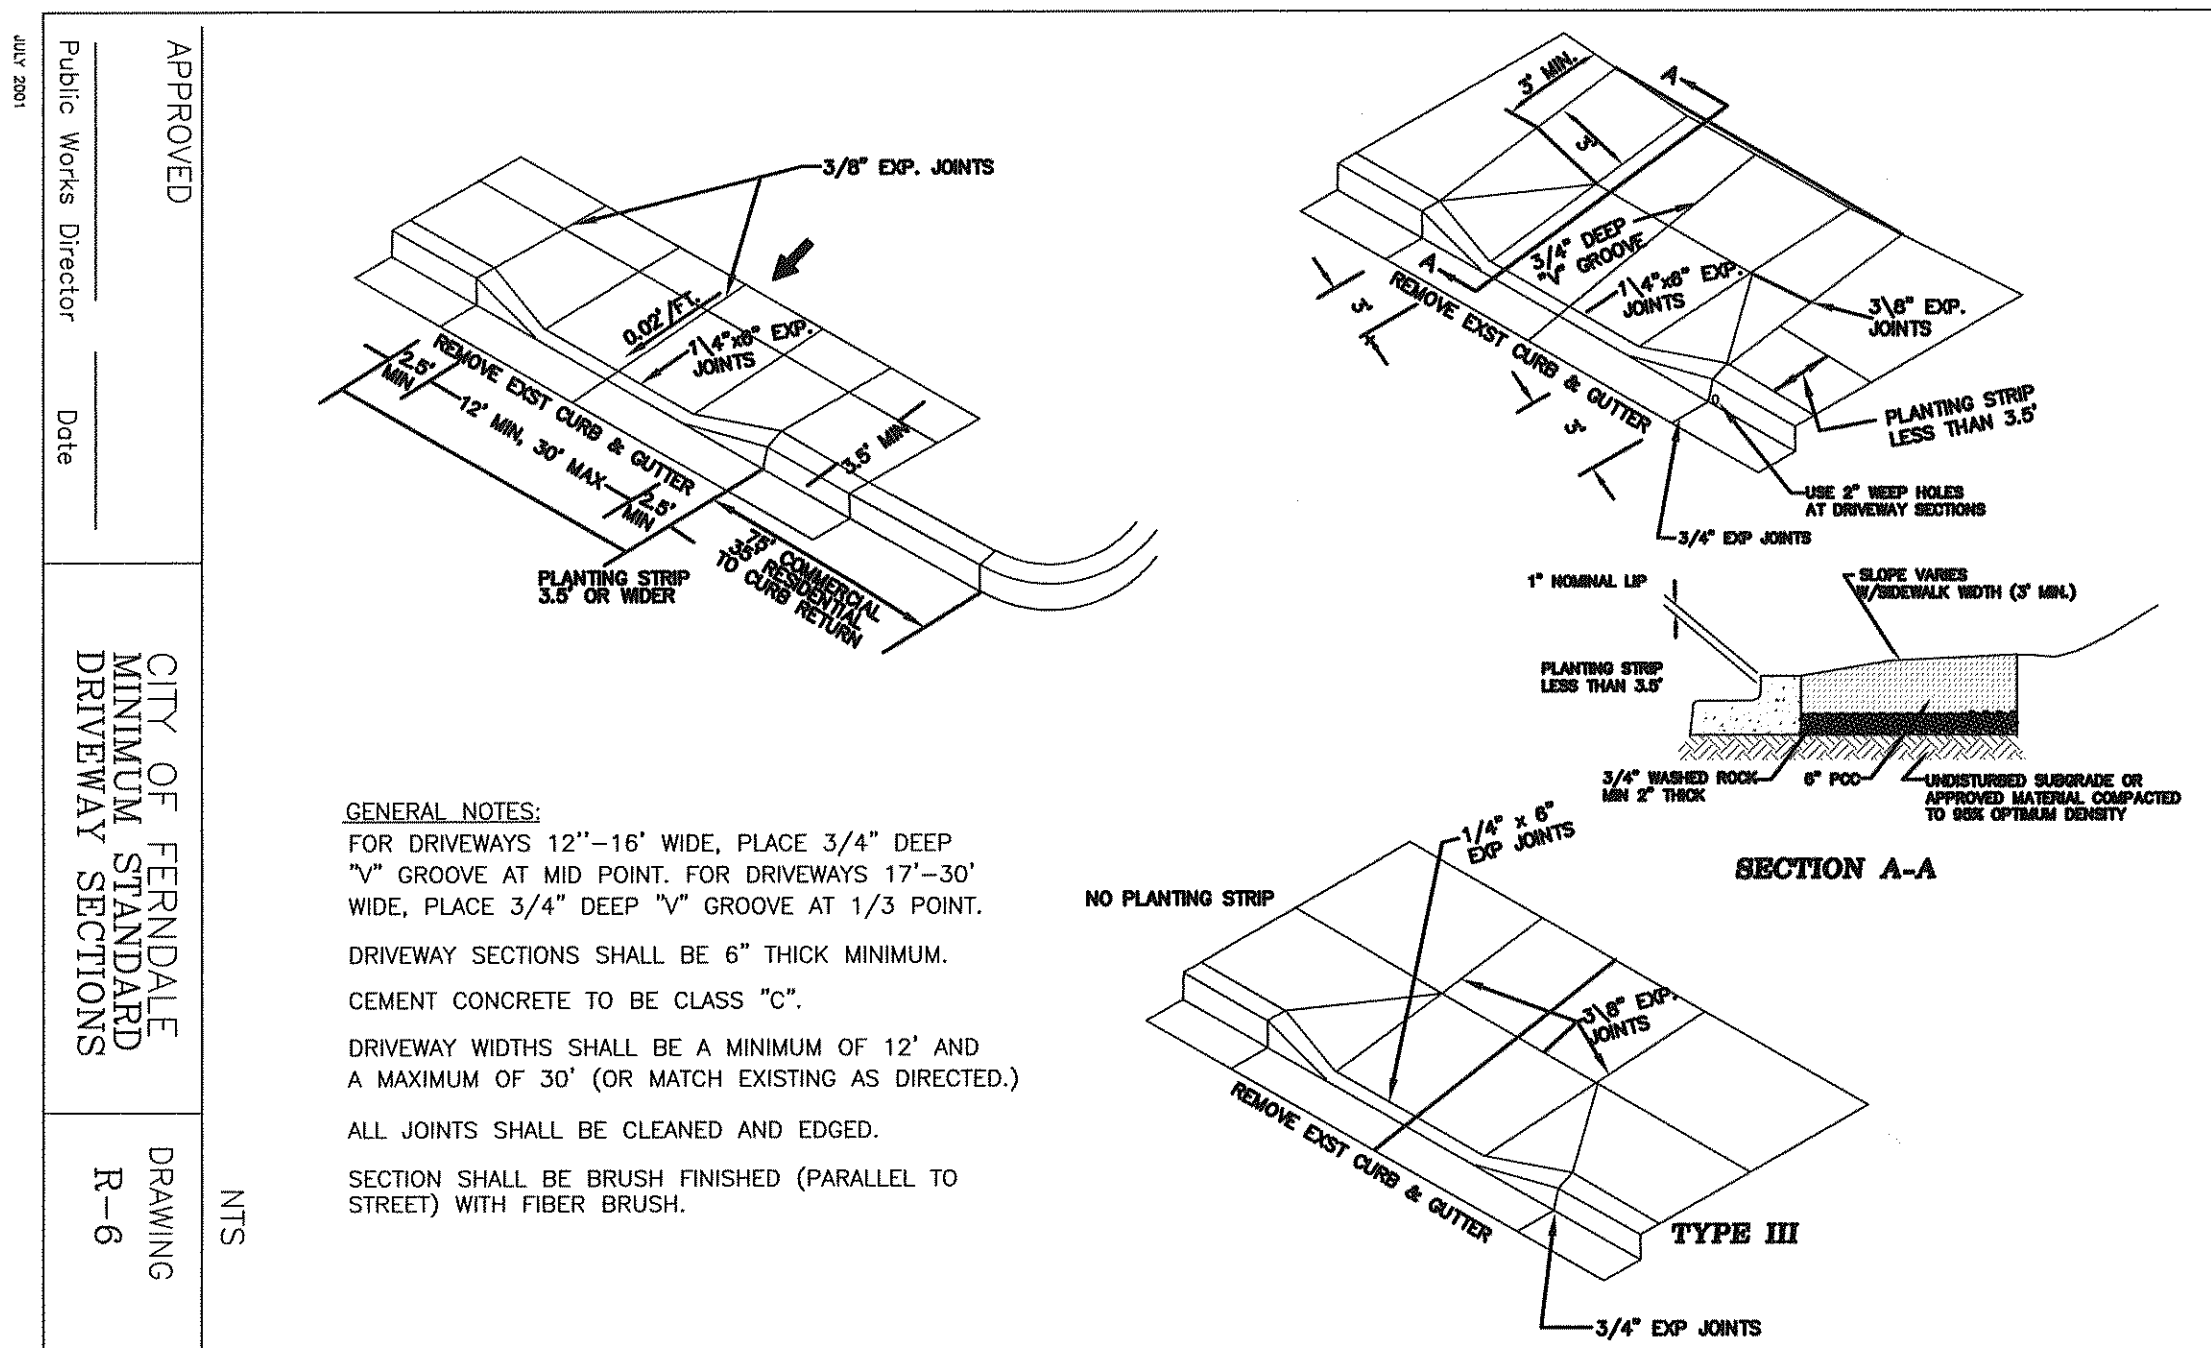 JULY 2001
APPROVED
Public Works Director
Date
CITY OF FERNDALE
MINIMUM STANDARD
DRIVEWAY SECTIONS
DRAWING
R-6
NTS
3/8" EXP. JOINTS
0.02'/FT.
1\4"x6" EXP.
JOINTS
REMOVE EXST CURB & GUTTER
2.5'
MIN
12' MIN, 30' MAX
2.5'
MIN
3.5' MIN
75' COMMERCIAL
35' RESIDENTIAL
TO CURB RETURN
PLANTING STRIP
3.5' OR WIDER
3' MIN.
3'
A
A
3/4" DEEP
"V" GROOVE
1\4"x6" EXP.
JOINTS
3\8" EXP.
JOINTS
REMOVE EXST CURB & GUTTER
3'
3'
PLANTING STRIP
LESS THAN 3.5'
USE 2" WEEP HOLES
AT DRIVEWAY SECTIONS
3/4" EXP JOINTS
1" NOMINAL LIP
SLOPE VARIES
W/SIDEWALK WIDTH (3' MIN.)
PLANTING STRIP
LESS THAN 3.5'
3/4" WASHED ROCK
MIN 2" THICK
6" PCC
UNDISTURBED SUBGRADE OR
APPROVED MATERIAL COMPACTED
TO 95% OPTIMUM DENSITY
SECTION A-A
GENERAL NOTES:
FOR DRIVEWAYS 12''-16' WIDE, PLACE 3/4" DEEP
"V" GROOVE AT MID POINT. FOR DRIVEWAYS 17'-30'
WIDE, PLACE 3/4" DEEP "V" GROOVE AT 1/3 POINT.
DRIVEWAY SECTIONS SHALL BE 6" THICK MINIMUM.
CEMENT CONCRETE TO BE CLASS "C".
DRIVEWAY WIDTHS SHALL BE A MINIMUM OF 12' AND
A MAXIMUM OF 30' (OR MATCH EXISTING AS DIRECTED.)
ALL JOINTS SHALL BE CLEANED AND EDGED.
SECTION SHALL BE BRUSH FINISHED (PARALLEL TO
STREET) WITH FIBER BRUSH.
NO PLANTING STRIP
1/4" x 6"
EXP JOINTS
3\8" EXP.
JOINTS
REMOVE EXST CURB & GUTTER
TYPE III
3/4" EXP JOINTS